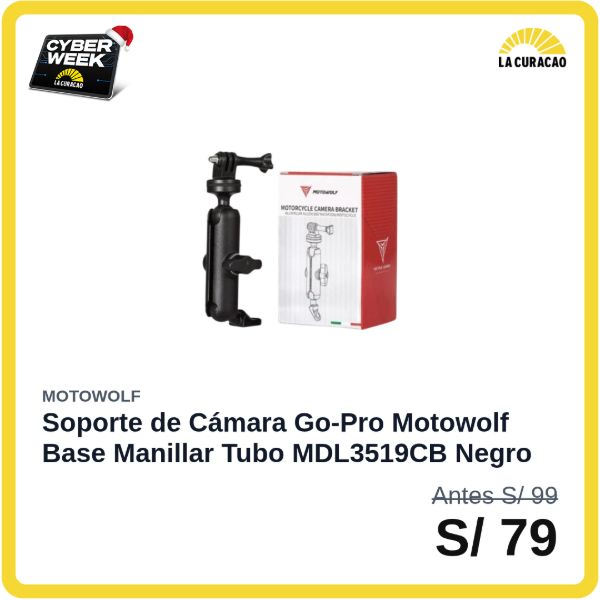 CYBER
WEEK
LA CURACAO
LA CURACAO
MOTOWOLF
MOTORCYCLE CAMERA BRACKET
MOTOWOLF
Soporte de Cámara Go-Pro Motowolf
Base Manillar Tubo MDL3519CB Negro
Antes S/ 99
S/ 79